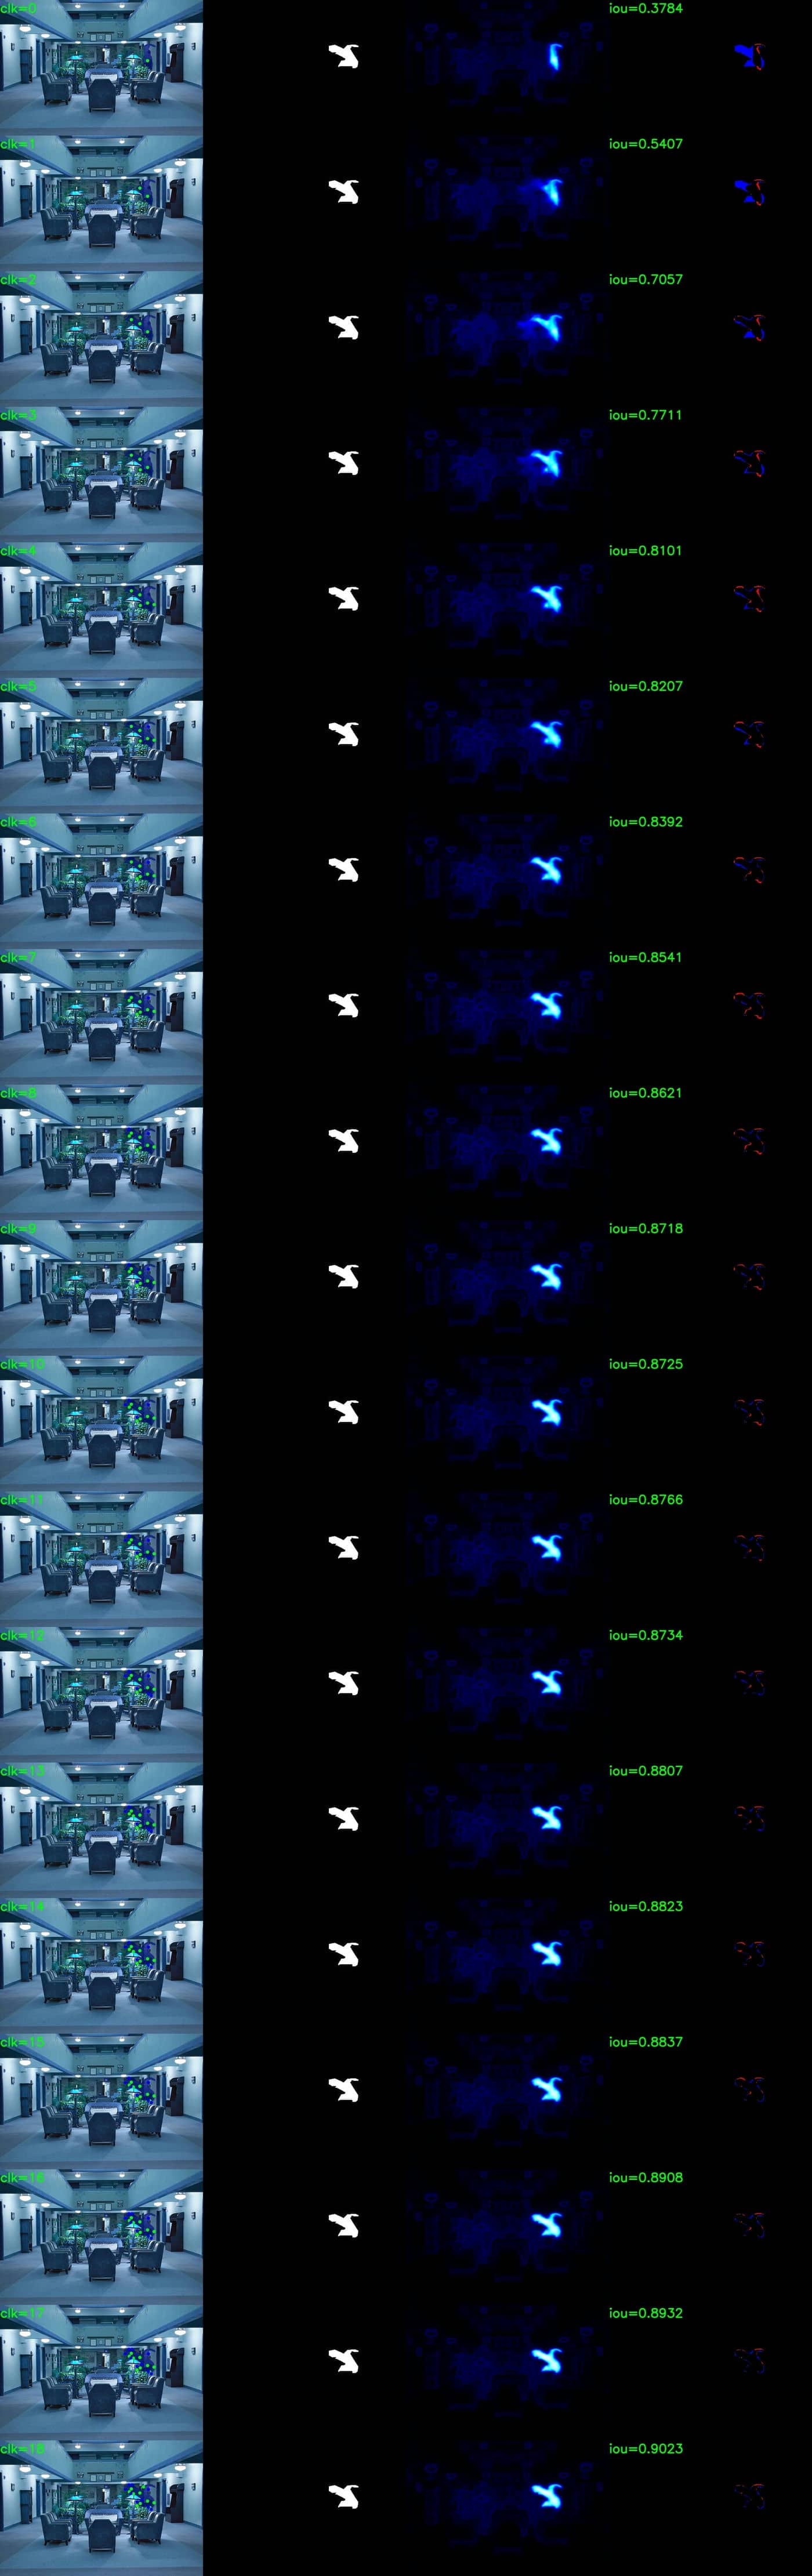 clk=0 iou=0.3784
clk=1 iou=0.5407
clk=2 iou=0.7057
clk=3 iou=0.7711
clk=4 iou=0.8101
clk=5 iou=0.8207
clk=6 iou=0.8392
clk=7 iou=0.8541
clk=8 iou=0.8621
clk=9 iou=0.8718
clk=10 iou=0.8725
clk=11 iou=0.8766
clk=12 iou=0.8734
clk=13 iou=0.8807
clk=14 iou=0.8823
clk=15 iou=0.8837
clk=16 iou=0.8908
clk=17 iou=0.8932
clk=18 iou=0.9023